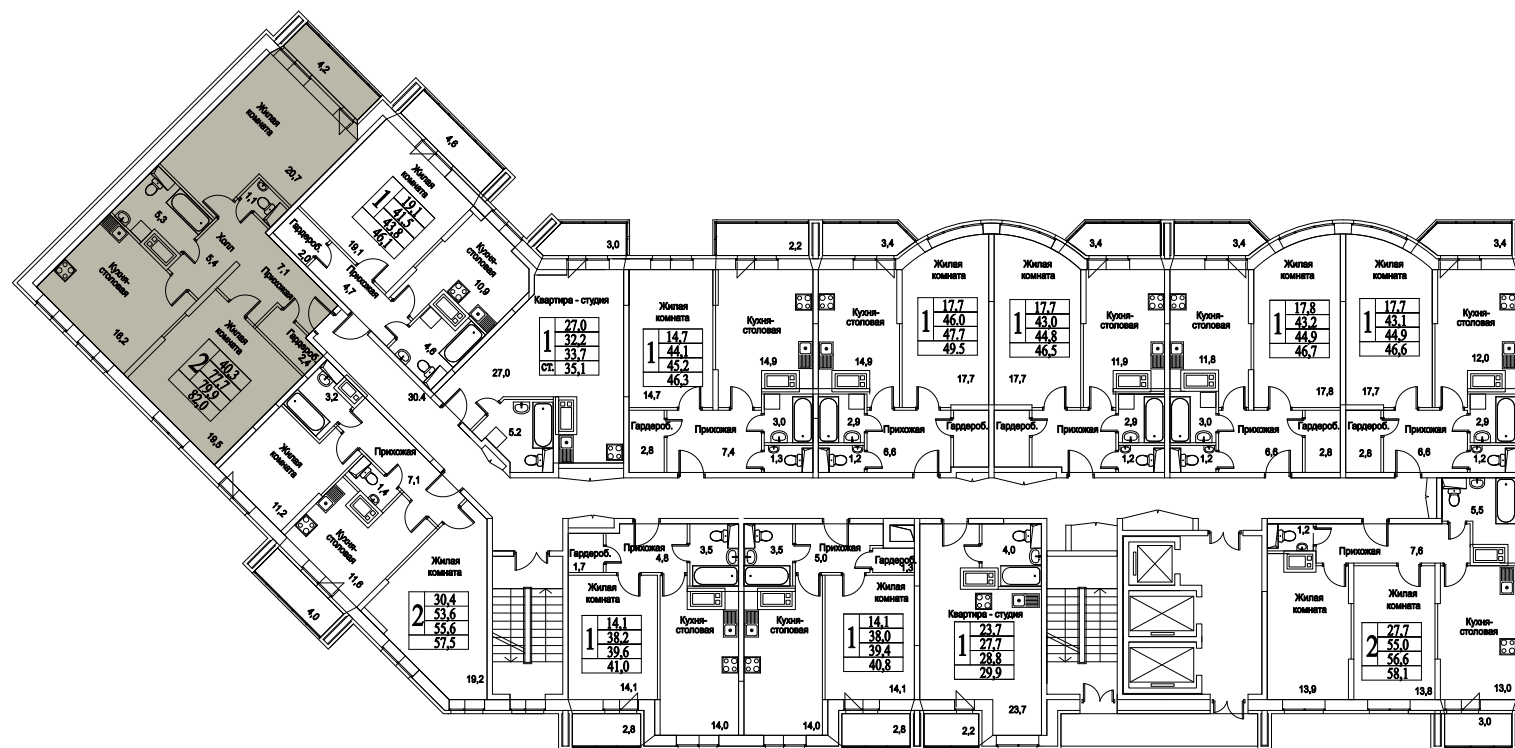 4,2
Жилая
комната
20,7
1,1
5,3
Холл
5,4
7,1
Прихожая
Кухня-
столовая
16,2
Жилая
комната
Гардероб.
2,4
2
40,3
77,7
79,9
82,0
19,5
4,8
Жилая
комната
1
19,1
41,5
43,8
46,1
19,1
Гардероб.
2,0
Прихожая
4,7
Кухня-
столовая
10,9
4,6
30.4
3,2
Жилая
комната
11,2
Прихожая
7,1
1,4
Кухня-
столовая
11,6
4,0
Жилая
комната
2
30,4
53,6
55,6
57,5
19,2
3,0
Квартира - студия
1
ст.
27,0
32,2
33,7
35,1
27,0
5.2
Жилая
комната
1
14,7
44,1
45,2
46,3
14,7
2,2
Кухня-
столовая
14,9
Гардероб.
2,8
Прихожая
7,4
3,0
1,3
3,4
Кухня-
столовая
14,9
Жилая
комната
1
17,7
46.0
47,7
49.5
17,7
2,9
1,2
Прихожая
6,6
Гардероб.
Жилая
комната
1
17,7
43,0
44,8
46,5
17,7
3,4
Кухня-
столовая
11,9
Гардероб.
Прихожая
2,9
1,2
3,4
Кухня-
столовая
11,8
Жилая
комната
1
17,8
43,2
44,9
46,7
17,8
3,0
1,2
Прихожая
6,6
Гардероб.
2,8
Жилая
комната
1
17,7
43,1
44,9
46,6
17,7
3,4
Кухня-
столовая
12,0
Гардероб.
2,8
Прихожая
6,6
2,9
1,2
Гардероб.
1,7
Прихожая
4,8
3,5
Жилая
комната
1
14,1
38,2
39,6
41,0
14,1
Кухня-
столовая
14,0
2,8
3,5
Прихожая
5,0
Гардероб.
1,3
Кухня-
столовая
14,0
Жилая
комната
1
14,1
38,0
39,4
40,8
14,1
2,8
4,0
Квартира - студия
1
23,7
27,7
28,8
29,9
23,7
2,2
1,2
Прихожая
7,6
5,5
Жилая
комната
13,9
Жилая
комната
2
27,7
55,0
56,6
58,1
13,8
Кухня-
столовая
13,0
3,0